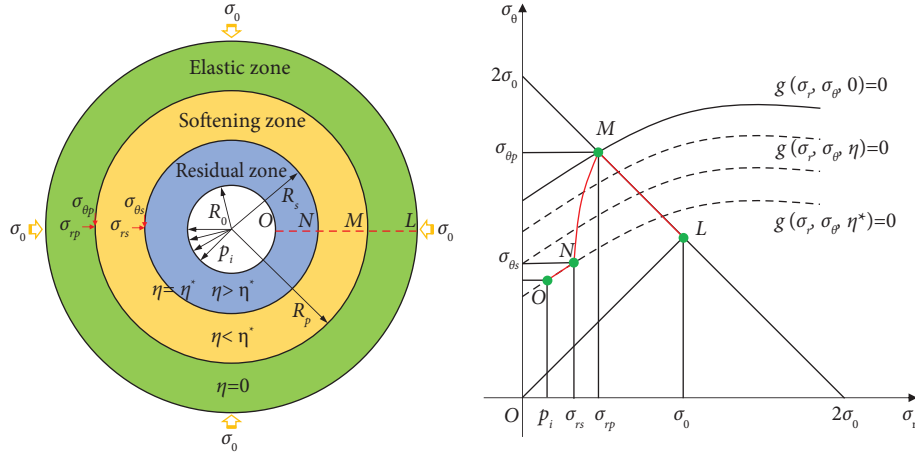 σ₀
Elastic zone
Softening zone
Residual zone
R₀
O
Rₛ
N
M
L
σθp
σrp
σθs
σrs
σ₀
σ₀
pᵢ
η= η*
η> η*
Rₚ
η< η*
η=0
σ₀
σθ
2σ₀
g (σr, σθ, 0)=0
M
σθp
g (σr, σθ, η)=0
g (σr, σθ, η*)=0
L
N
σθs
O
O
pᵢ
σrs
σrp
σ₀
2σ₀
σr